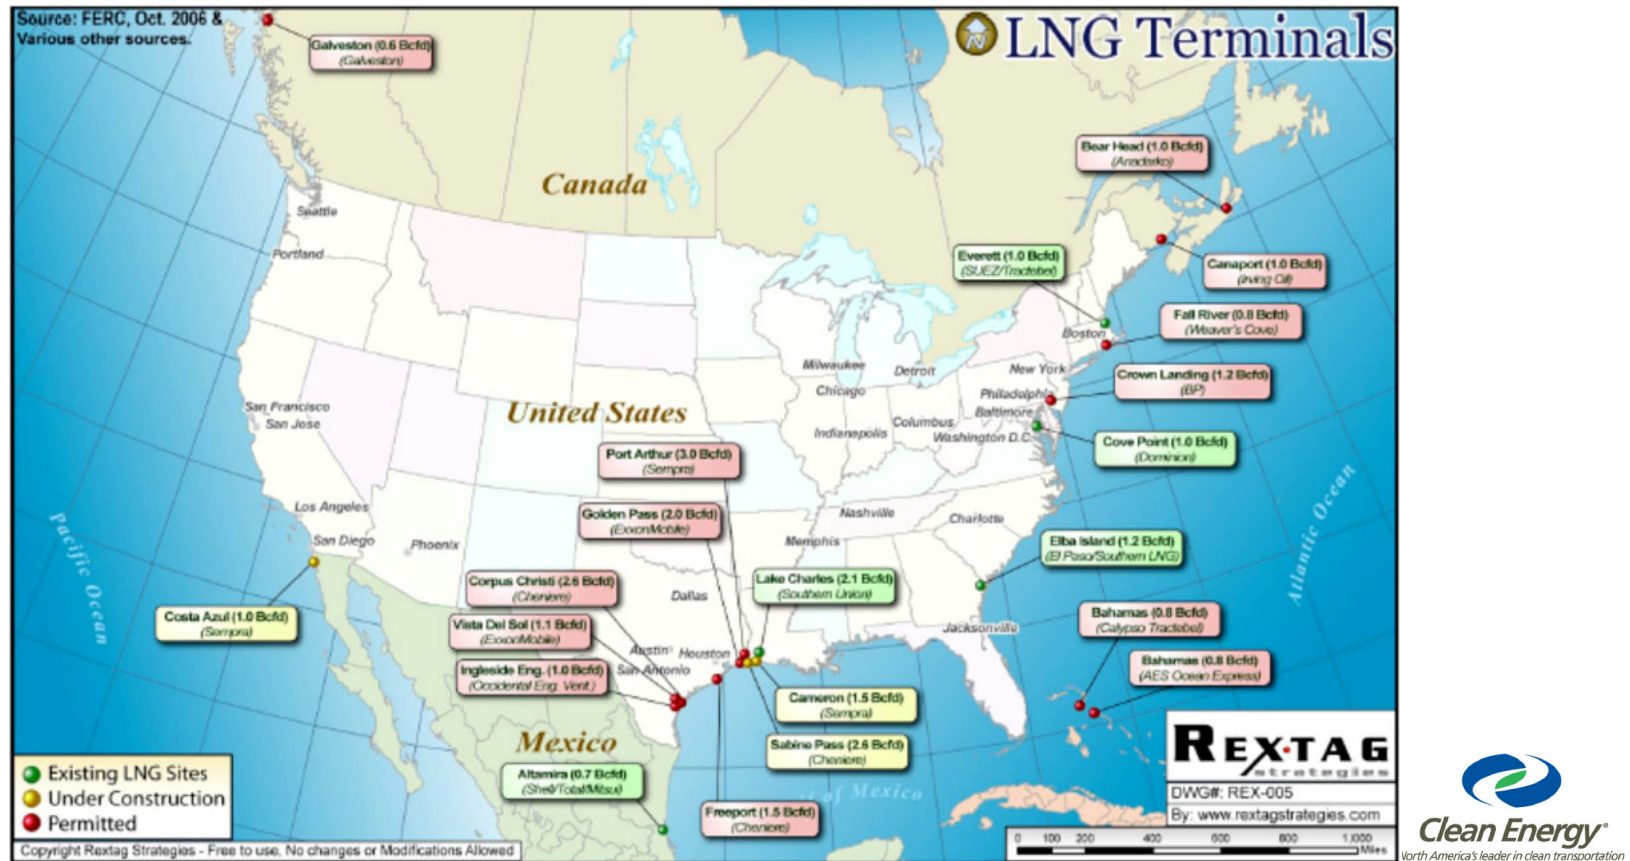 Source: FERC, Oct. 2006 &
Various other sources.
LNG Terminals
Galveston (0.6 Bcfd)
(Galveston)
Bear Head (1.0 Bcfd)
(Anadarko)
Canada
Seattle
Portland
Everett (1.0 Bcfd)
(SUEZ/Tractebel)
Canaport (1.0 Bcfd)
(Irving Oil)
Fall River (0.8 Bcfd)
(Weaver's Cove)
Boston
Milwaukee
Detroit
New York
Crown Landing (1.2 Bcfd)
(BP)
Chicago
Philadelphia
San Francisco
San Jose
United States
Baltimore
Columbus
Indianapolis
Washington D.C.
Cove Point (1.0 Bcfd)
(Dominion)
Port Arthur (3.0 Bcfd)
(Sempra)
Los Angeles
Golden Pass (2.0 Bcfd)
(ExxonMobile)
Nashville
Charlotte
Pacific Ocean
Atlantic Ocean
San Diego
Phoenix
Memphis
Elba Island (1.2 Bcfd)
(El Paso/Southern LNG)
Corpus Christi (2.6 Bcfd)
(Cheniere)
Lake Charles (2.1 Bcfd)
(Southern Union)
Dallas
Costa Azul (1.0 Bcfd)
(Sempra)
Vista Del Sol (1.1 Bcfd)
(ExxonMobile)
Jacksonville
Bahamas (0.8 Bcfd)
(Calypso Tractebel)
Austin
Houston
San Antonio
Ingleside Eng. (1.0 Bcfd)
(Occidental Eng. Vent.)
Bahamas (0.8 Bcfd)
(AES Ocean Express)
Cameron (1.5 Bcfd)
(Sempra)
Mexico
Sabine Pass (2.6 Bcfd)
(Cheniere)
Altamira (0.7 Bcfd)
(Shell/Total/Mitsui)
of Mexico
Freeport (1.5 Bcfd)
(Cheniere)
Existing LNG Sites
Under Construction
Permitted
REXTAG
strategies
DWG#: REX-005
By: www.rextagstrategies.com
0 100 200 400 600 800 1,000
Miles
Copyright Rextag Strategies - Free to use, No changes or Modifications Allowed
Clean Energy®
North America's leader in clean transportation